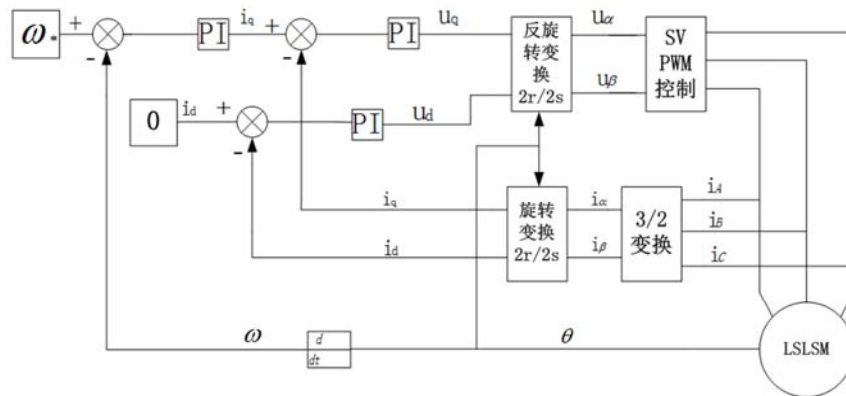 ω*
+
-
PI
iq
+
-
PI
uq
反旋
转变
换
2r/2s
uα
uβ
SV
PWM
控制
0
id
+
-
PI
ud
iq
id
旋转
变换
2r/2s
iα
iβ
3/2
变换
iA
iB
iC
ω
d
dt
θ
LSLSM